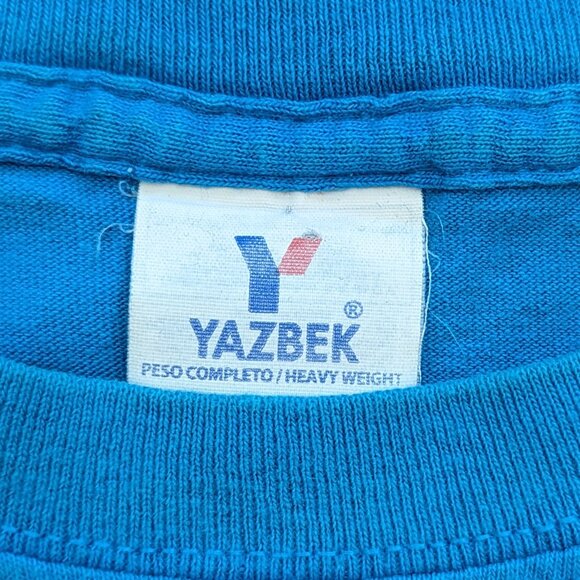 Y
®
YAZBEK
PESO COMPLETO / HEAVY WEIGHT